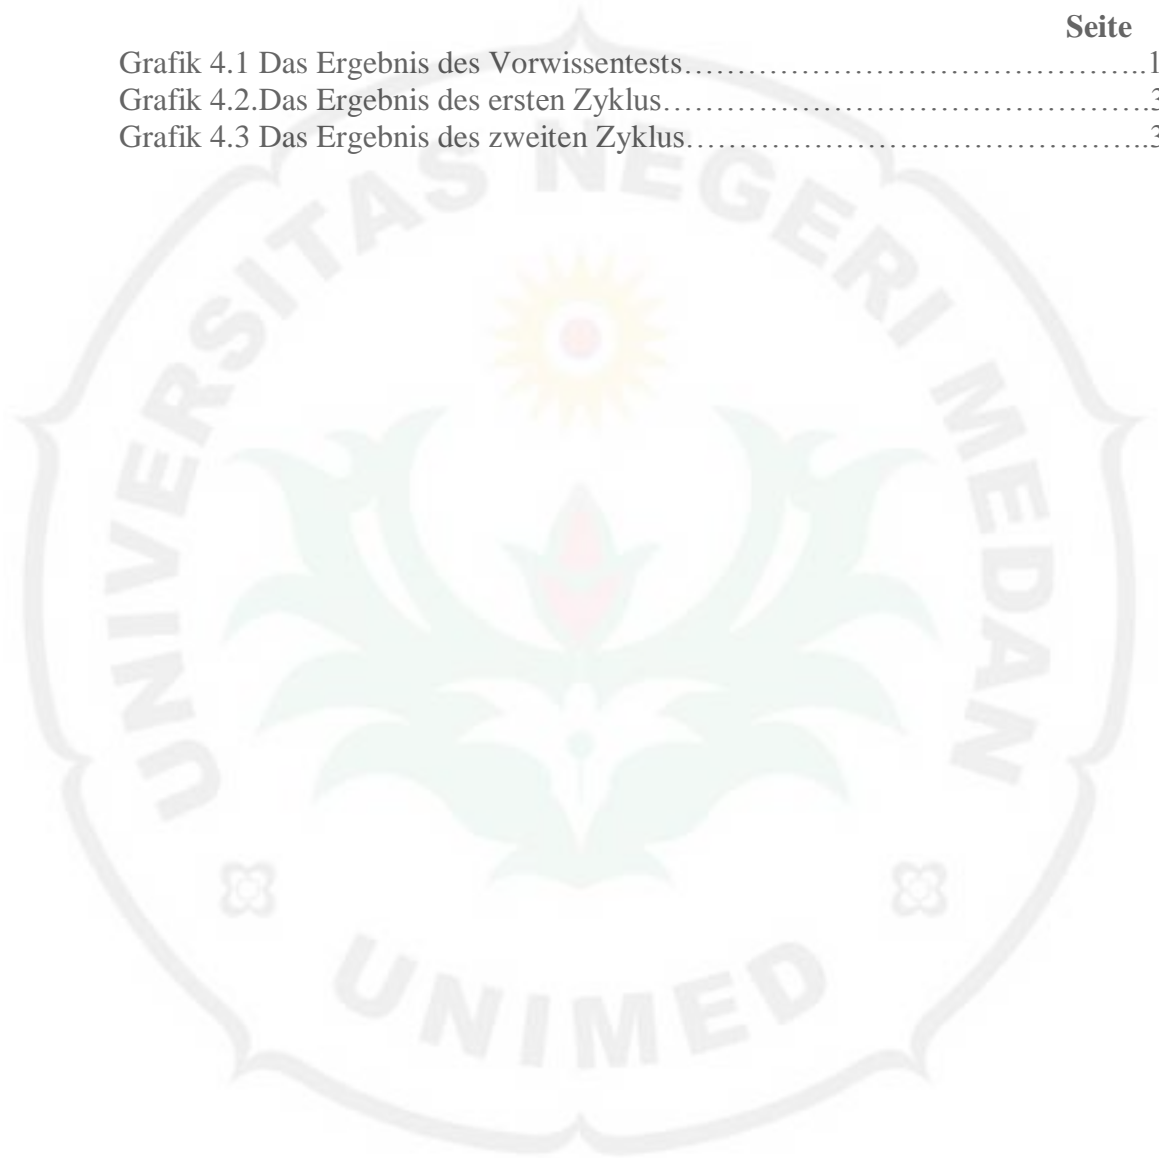 Seite
Grafik 4.1 Das Ergebnis des Vorwissentests…………………………………..1
Grafik 4.2.Das Ergebnis des ersten Zyklus…………………………………….3
Grafik 4.3 Das Ergebnis des zweiten Zyklus…………………………………..3
UNIVERSITAS NEGERI MEDAN
UNIMED